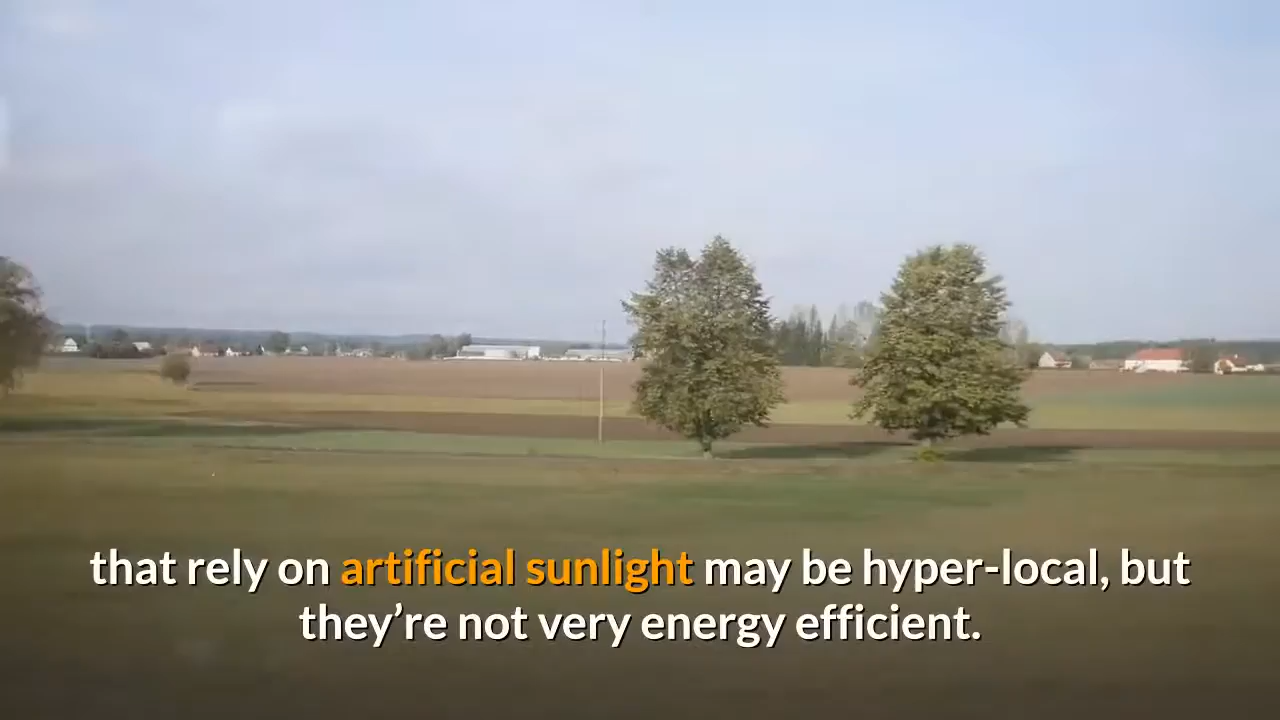 that rely on artificial sunlight may be hyper-local, but
they’re not very energy efficient.